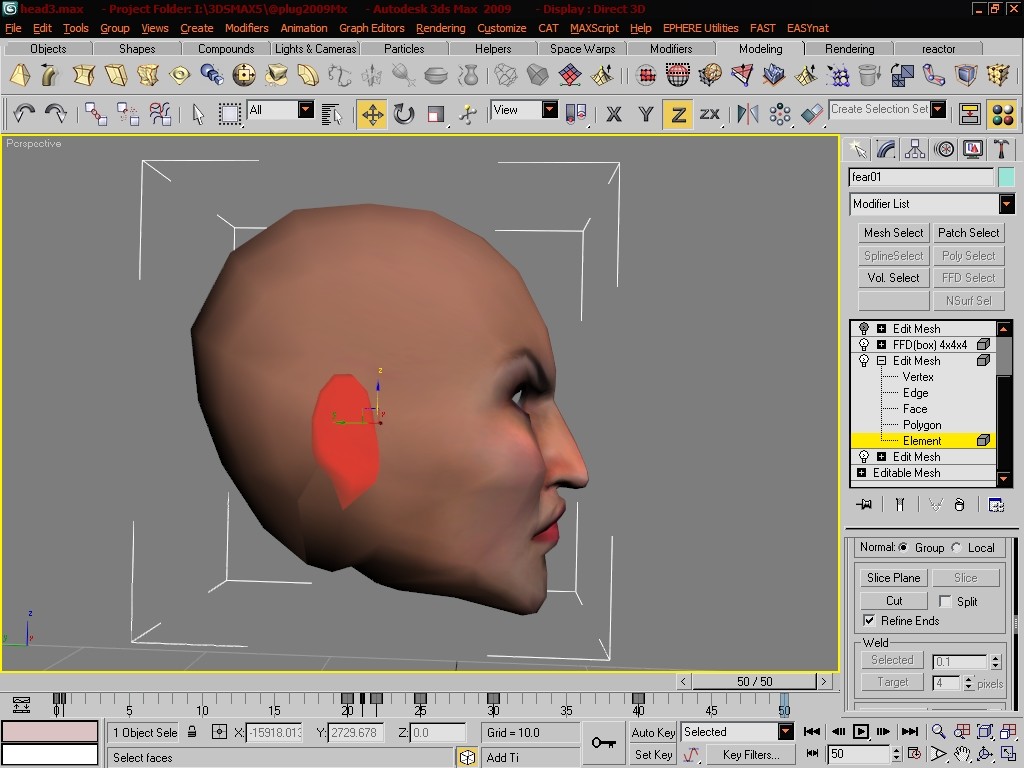 head3.max - Project Folder: I:\3DSMAX5\@plug2009Mx - Autodesk 3ds Max 2009 - Display : Direct 3D
File Edit Tools Group Views Create Modifiers Animation Graph Editors Rendering Customize CAT MAXScript Help EPHERE Utilities FAST EASYnat
Objects Shapes Compounds Lights & Cameras Particles Helpers Space Warps Modifiers Modeling Rendering reactor
All View X Y Z ZX Create Selection Set
Perspective
fear01
Modifier List
Mesh Select Patch Select
SplineSelect Poly Select
Vol. Select FFD Select
NSurf Sel
Edit Mesh
FFD(box) 4x4x4
Edit Mesh
Vertex
Edge
Face
Polygon
Element
Edit Mesh
Editable Mesh
Normal: Group Local
Slice Plane Slice
Cut Split
Refine Ends
Weld
Selected 0.1
Target 4 pixels
z
z
y
< 50 / 50 >
0 5 10 15 20 25 30 35 40 45 50
1 Object Sele X: -15918.013 Y: 2729.678 Z: 0.0 Grid = 10.0 Auto Key Selected
Select faces Add Ti Set Key Key Filters... 50